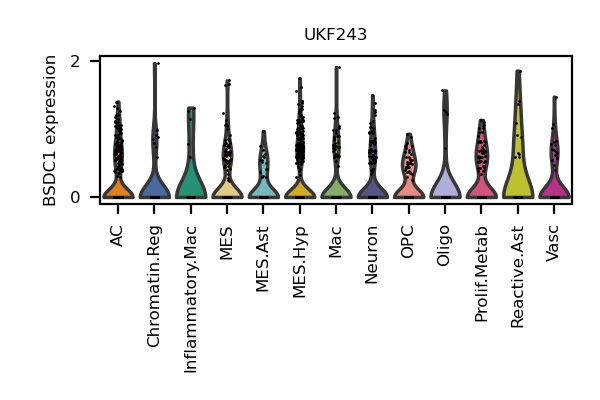 UKF243
BSDC1 expression
2
0
AC
Chromatin.Reg
Inflammatory.Mac
MES
MES.Ast
MES.Hyp
Mac
Neuron
OPC
Oligo
Prolif.Metab
Reactive.Ast
Vasc